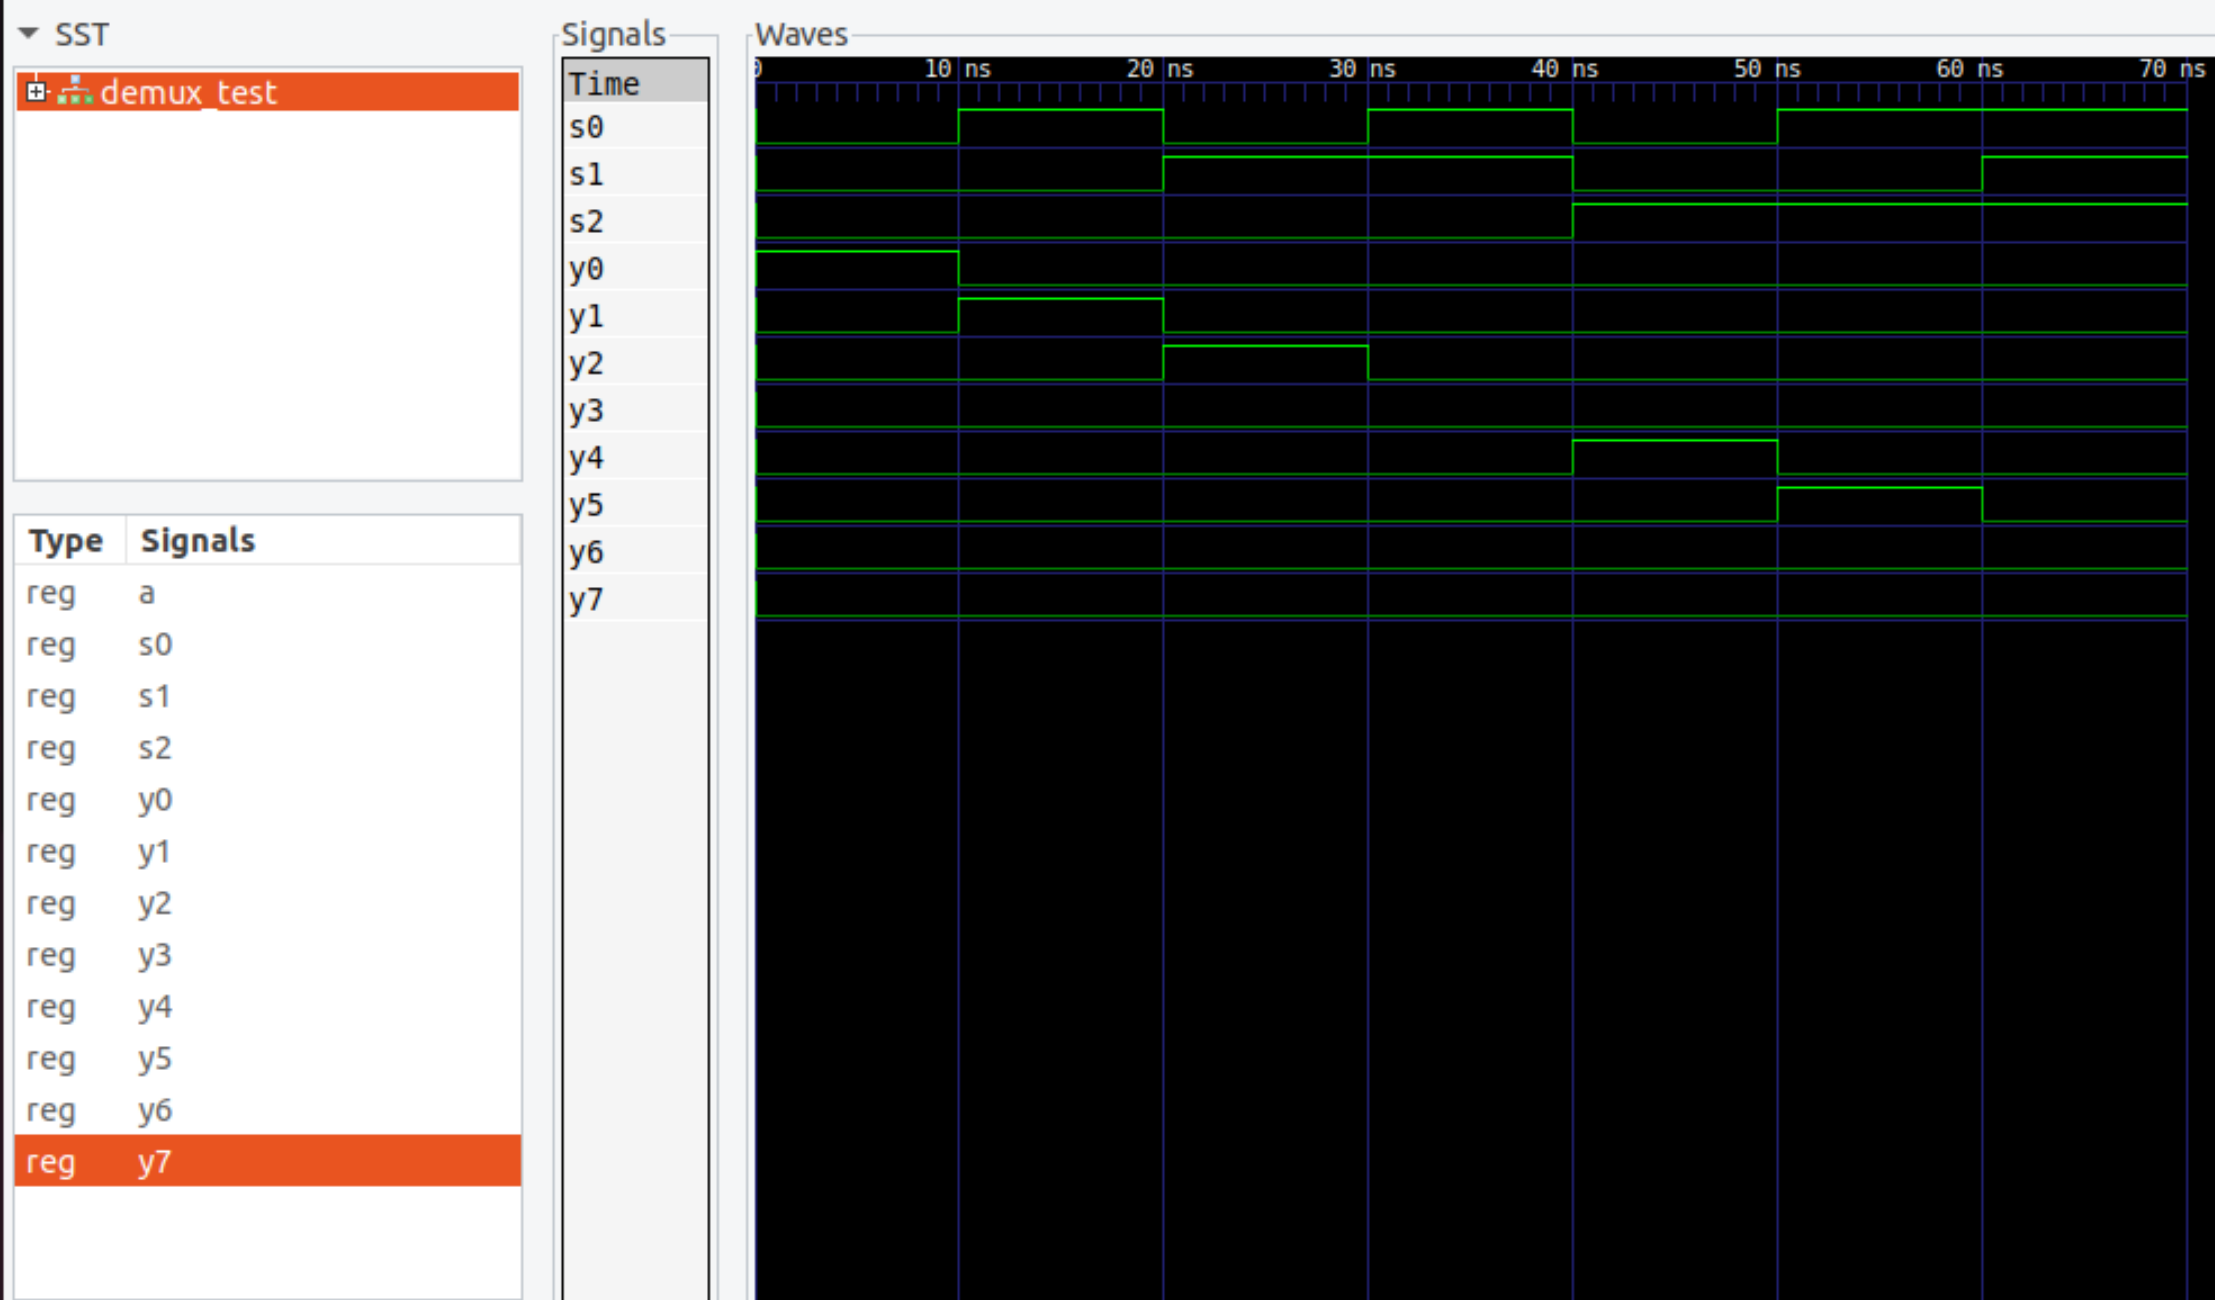 SST
demux_test
Type Signals
reg a
reg s0
reg s1
reg s2
reg y0
reg y1
reg y2
reg y3
reg y4
reg y5
reg y6
reg y7
Signals
Time
s0
s1
s2
y0
y1
y2
y3
y4
y5
y6
y7
Waves
0 10 ns 20 ns 30 ns 40 ns 50 ns 60 ns 70 ns